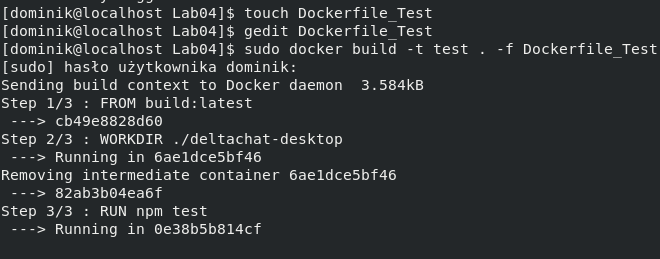 [dominik@localhost Lab04]$ touch Dockerfile_Test
[dominik@localhost Lab04]$ gedit Dockerfile_Test
[dominik@localhost Lab04]$ sudo docker build -t test . -f Dockerfile_Test
[sudo] hasło użytkownika dominik:
Sending build context to Docker daemon  3.584kB
Step 1/3 : FROM build:latest
 ---> cb49e8828d60
Step 2/3 : WORKDIR ./deltachat-desktop
 ---> Running in 6ae1dce5bf46
Removing intermediate container 6ae1dce5bf46
 ---> 82ab3b04ea6f
Step 3/3 : RUN npm test
 ---> Running in 0e38b5b814cf